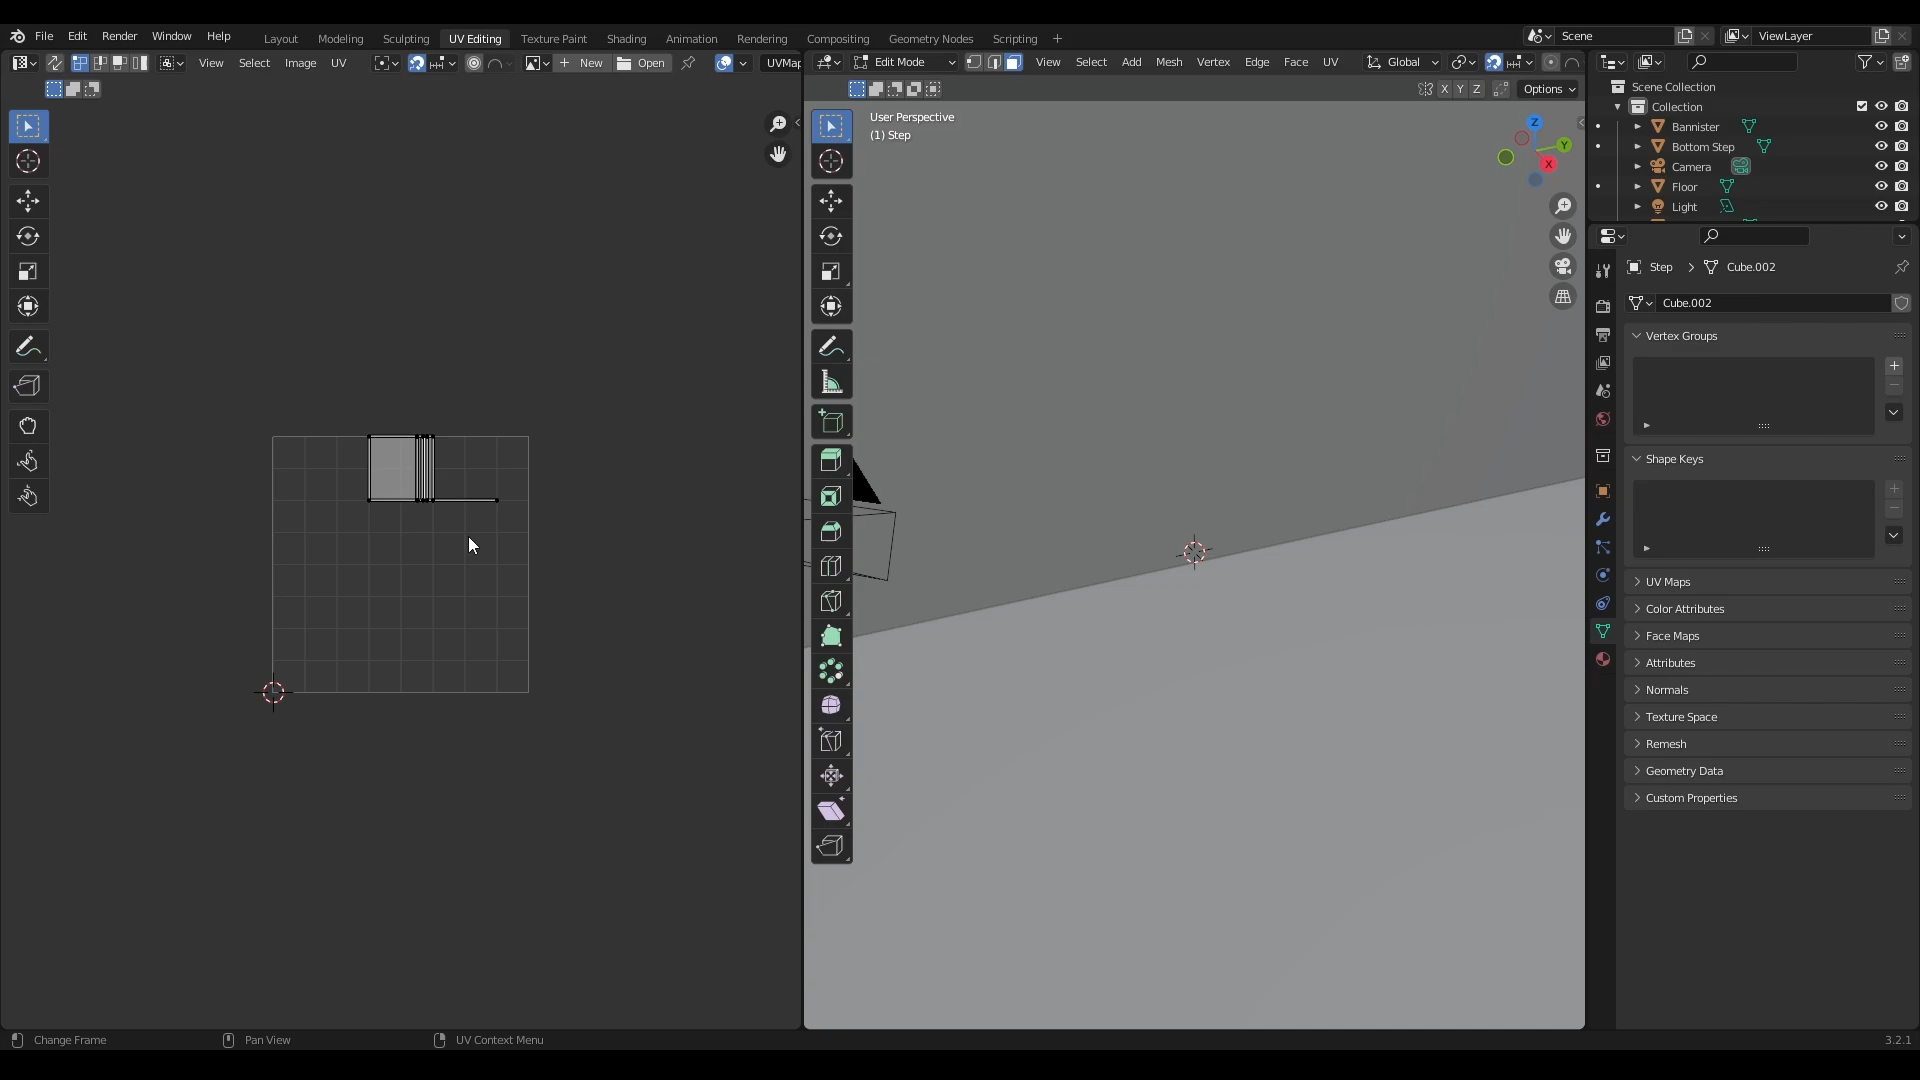 File Edit Render Window Help Layout Modeling Sculpting UV Editing Texture Paint Shading Animation Rendering Compositing Geometry Nodes Scripting + Scene ViewLayer
View Select Image UV New Open UVMap Edit Mode View Select Add Mesh Vertex Edge Face UV Global
X Y Z Options
User Perspective
(1) Step
Z
Y
X
Scene Collection
Collection
Bannister
Bottom Step
Camera
Floor
Light
Step Cube.002
Cube.002
Vertex Groups
Shape Keys
UV Maps
Color Attributes
Face Maps
Attributes
Normals
Texture Space
Remesh
Geometry Data
Custom Properties
Change Frame Pan View UV Context Menu 3.2.1